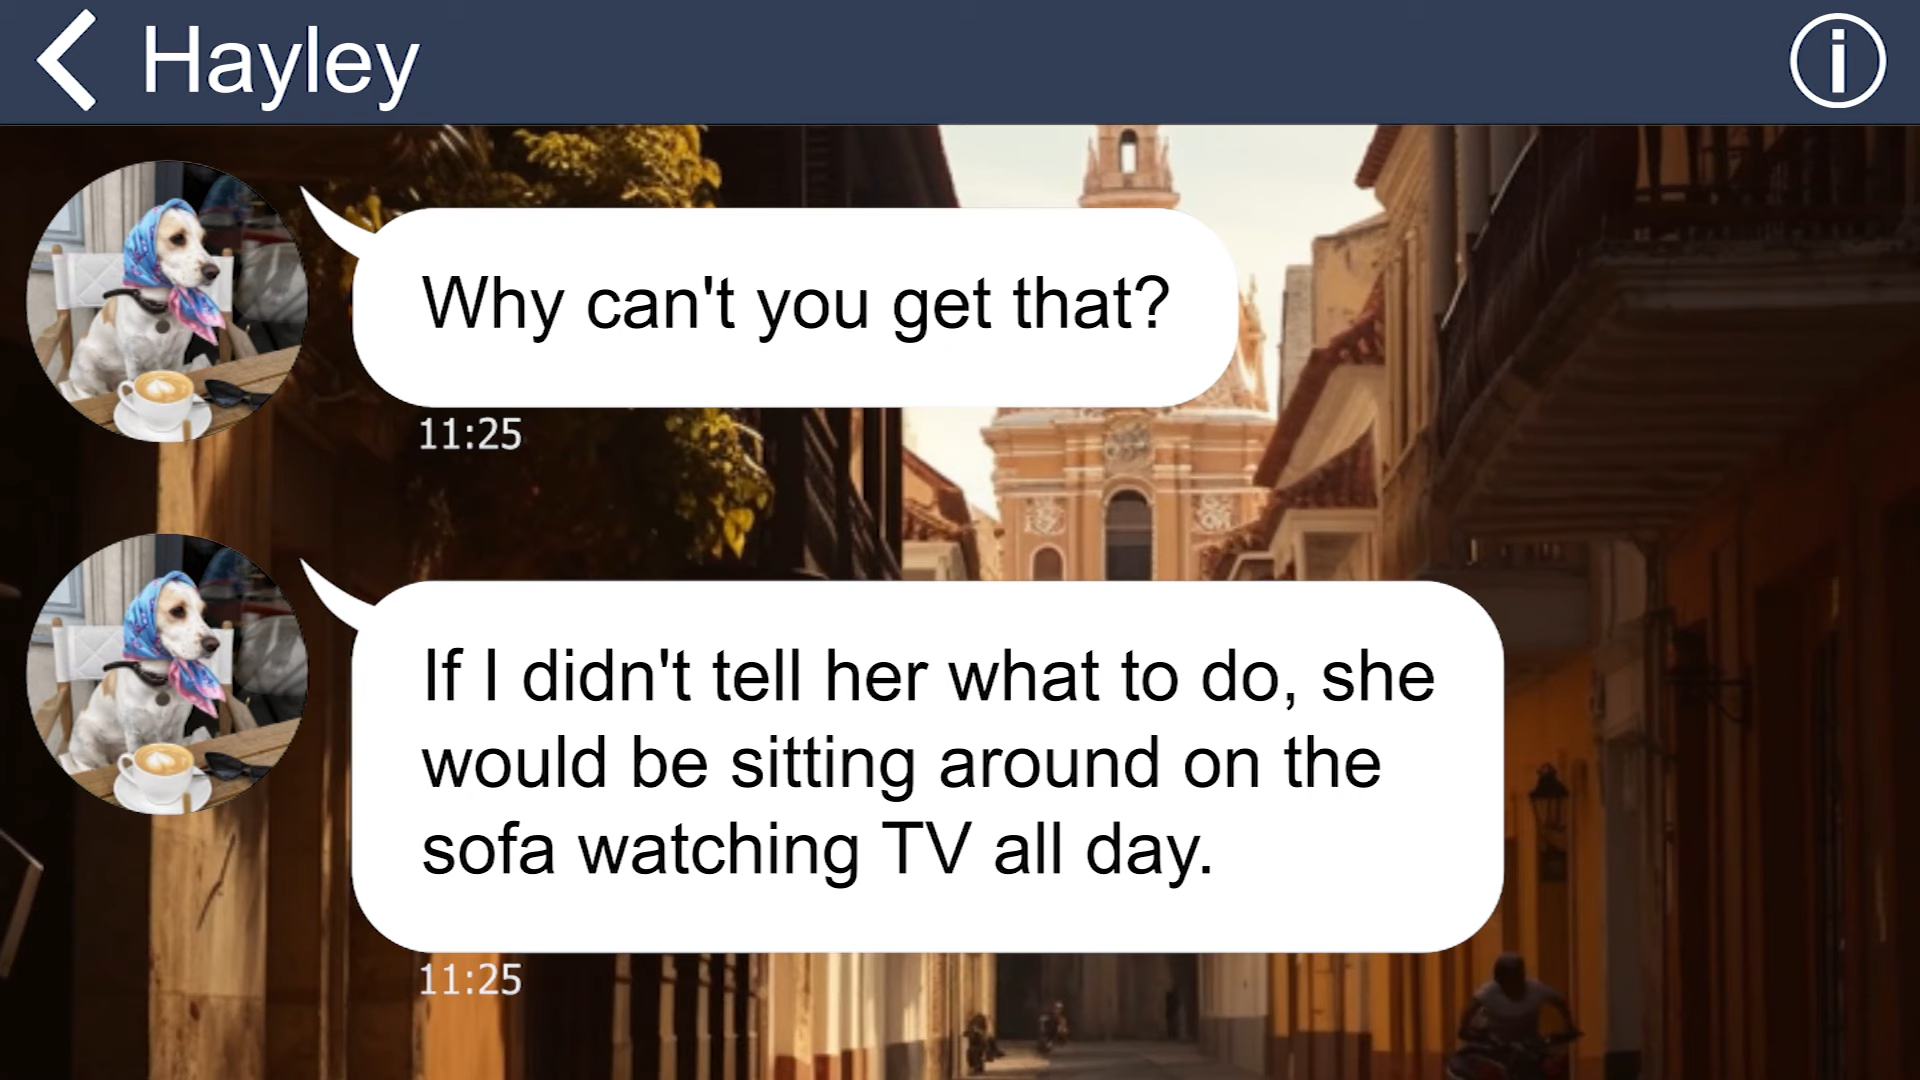 Hayley
Why can't you get that?
11:25
If I didn't tell her what to do, she
would be sitting around on the
sofa watching TV all day.
11:25